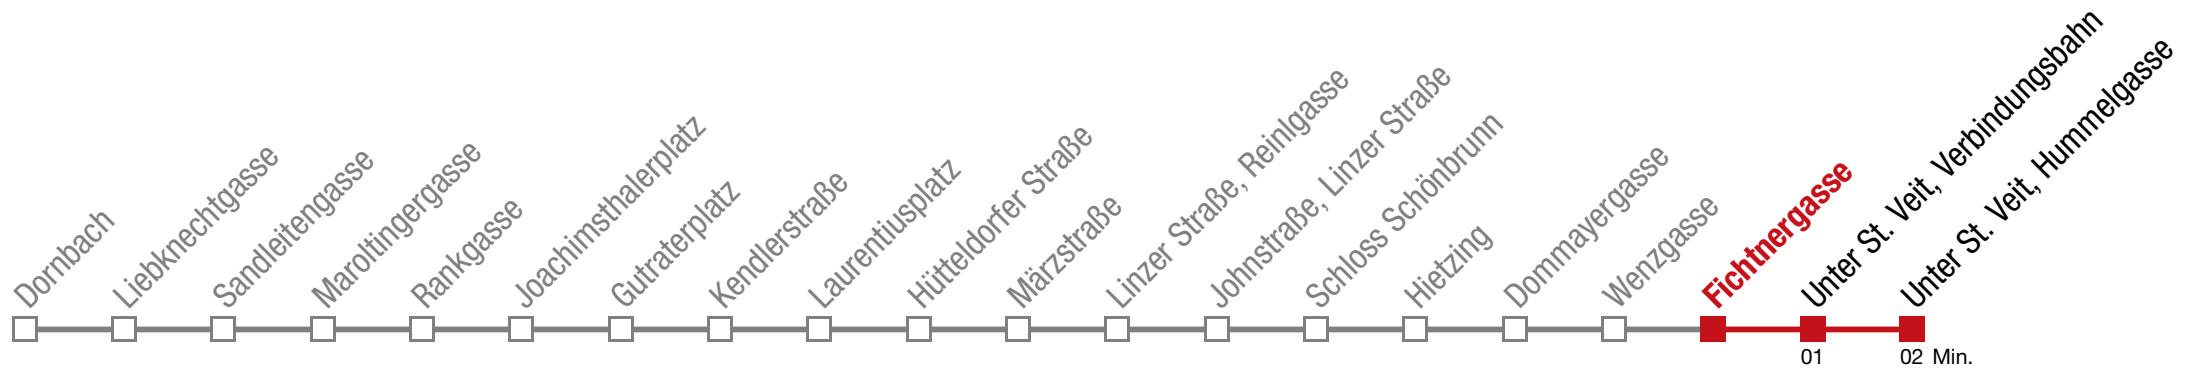 Dornbach
Liebknechtgasse
Sandleitengasse
Maroltingergasse
Rankgasse
Joachimsthalerplatz
Gutraterplatz
Kendlerstraße
Laurentiusplatz
Hütteldorfer Straße
Märzstraße
Linzer Straße, Reinlgasse
Johnstraße, Linzer Straße
Schloss Schönbrunn
Hietzing
Dommayergasse
Wenzgasse
Fichtnergasse
Unter St. Veit, Verbindungsbahn
Unter St. Veit, Hummelgasse
01 02 Min.